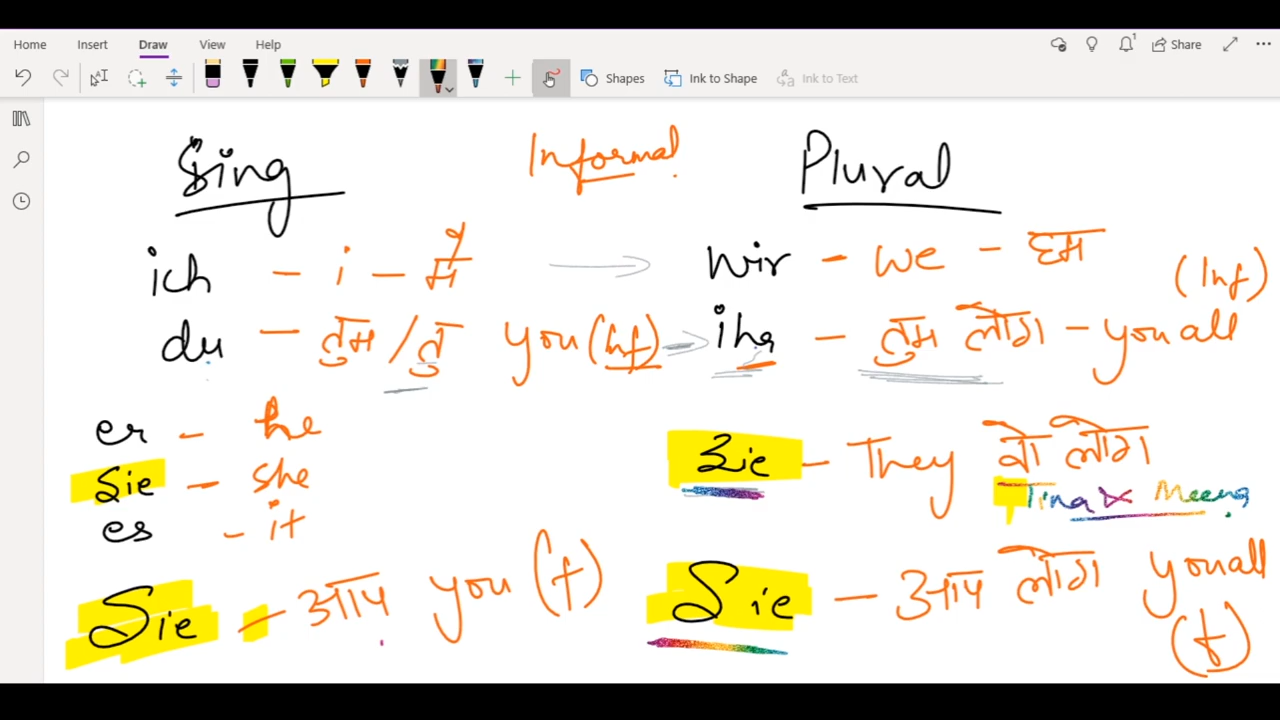 Home Insert Draw View Help Share
Shapes Ink to Shape Ink to Text
Sing Informal Plural
ich - i - मैं wir - we - हम
(Inf)
du - तुम / तु you (Inf) ihr - तुम लोग - you all
er - he
Sie - They वो लोग
Sie - she
Tina Meena
es - it
Sie - आप you (f) Sie - आप लोग you all
(f)